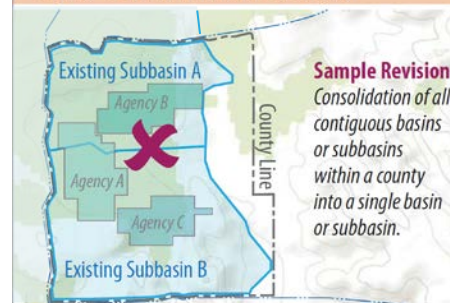 Existing Subbasin A
Agency B
Agency A
Agency C
Existing Subbasin B
County Line
Sample Revision
Consolidation of all
contiguous basins
or subbasins
within a county
into a single basin
or subbasin.